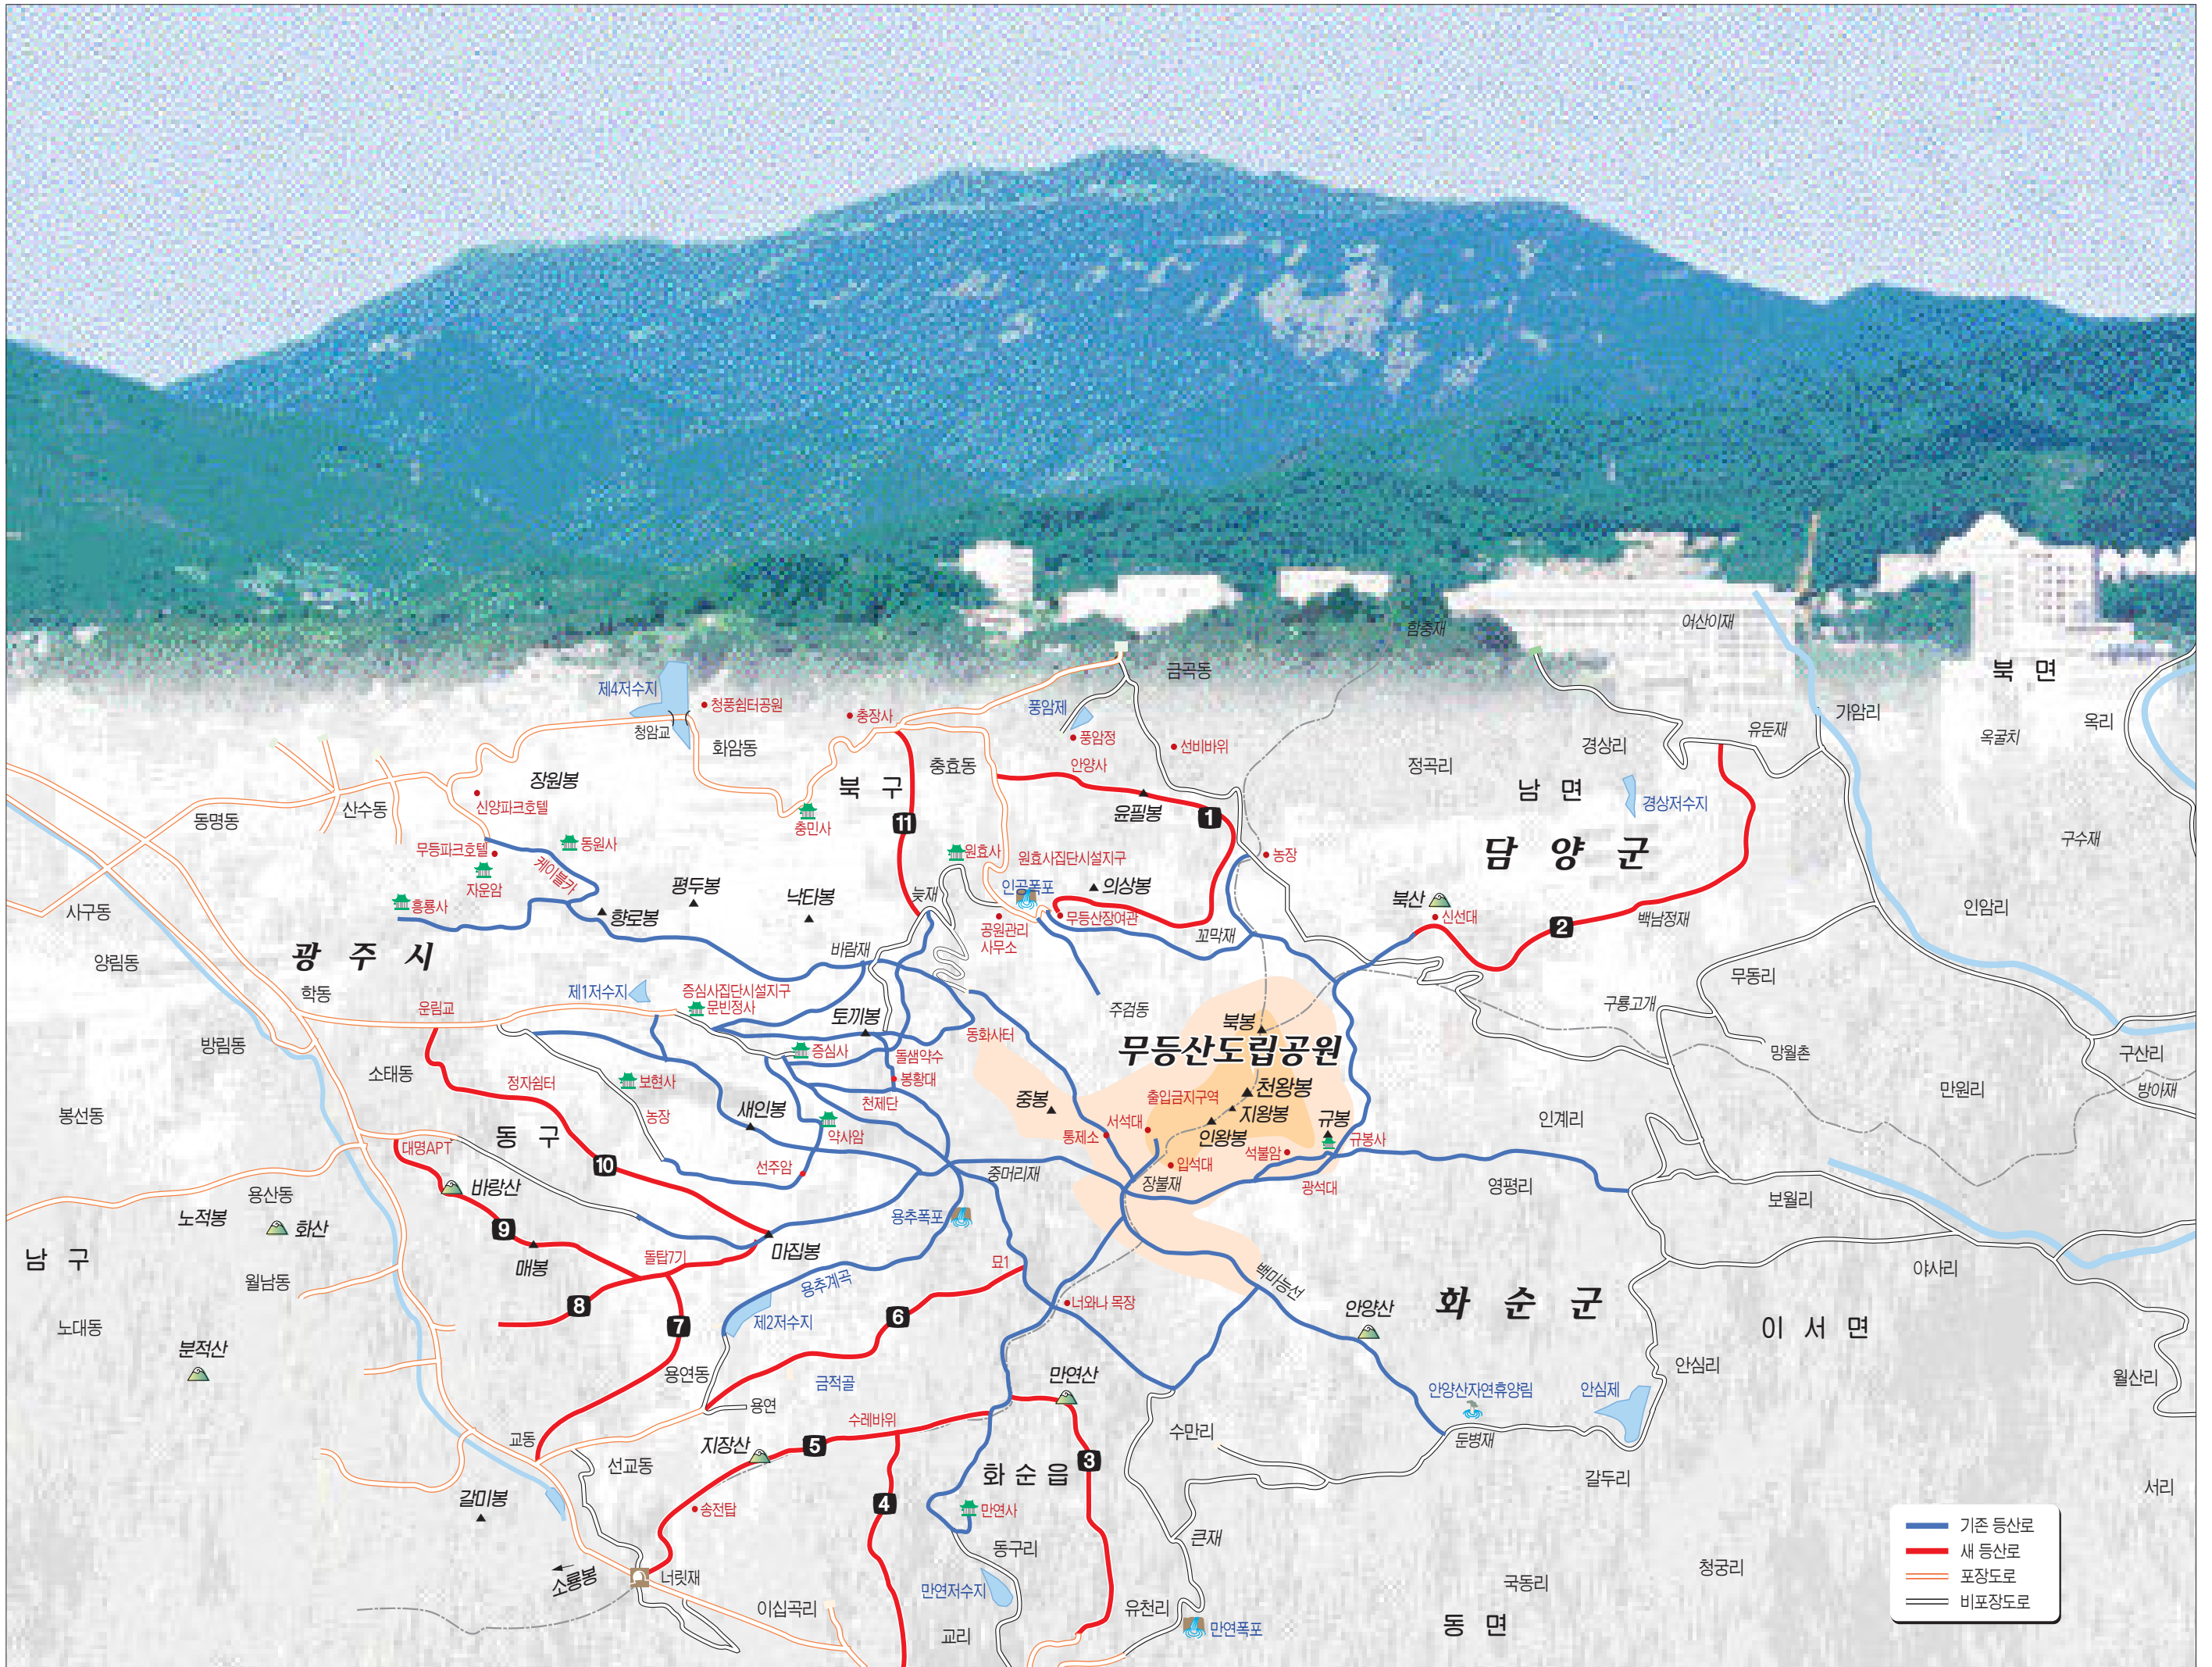 함충재
여산이재
북 면
금곡동
제4저수지
청풍쉼터공원
충장사
풍암제
가암리
옥리
유둔재
옥굴치
청암교
화암동
풍암정
선비바위
경상리
안양사
충효동
정곡리
장원봉
북 구
남 면
신양파크호텔
산수동
경상저수지
동명동
윤필봉
1
11
충민사
구수재
무등파크호텔
동원사
케이블카
원효사
원효사집단시설지구
농장
담 양 군
자운암
평두봉
낙타봉
늦재
인곡폭포
의상봉
북산
흥룡사
향로봉
무등산장여관
신선대
백남정재
2
인암리
사구동
공원관리
사무소
꼬막재
바람재
광 주 시
양림동
학동
제1저수지
증심사집단시설지구
문빈정사
무동리
운림교
토끼봉
주검동
구룡고개
동화사터
북봉
방림동
무등산도립공원
망월촌
구산리
증심사
돌샘약수
소태동
정자쉼터
보현사
봉황대
천왕봉
만원리
방아재
농장
천제단
중봉
출입금지구역
지왕봉
봉선동
새인봉
서석대
인왕봉
규봉
인계리
동 구
약사암
통제소
대명APT
규봉사
석불암
10
선주암
중머리재
입석대
장불재
광석대
영평리
바랑산
용산동
보월리
노적봉
화산
9
용추폭포
남 구
매봉
마집봉
돌탑7기
묘1
야사리
월남동
용추계곡
백마능선
8
7
제2저수지
6
너와나 목장
안양산
화 순 군
노대동
이 서 면
분적산
용연동
금적골
만연산
안심리
월산리
안양산자연휴양림
안심제
용연
수레바위
교동
지장산
5
수만리
둔병재
선교동
화순읍
3
갈두리
서리
갈미봉
송전탑
4
만연사
큰재
기존 등산로
동구리
새 등산로
소룡봉
너릿재
청궁리
포장도로
만연저수지
국동리
비포장도로
이십곡리
유천리
교리
만연폭포
동 면